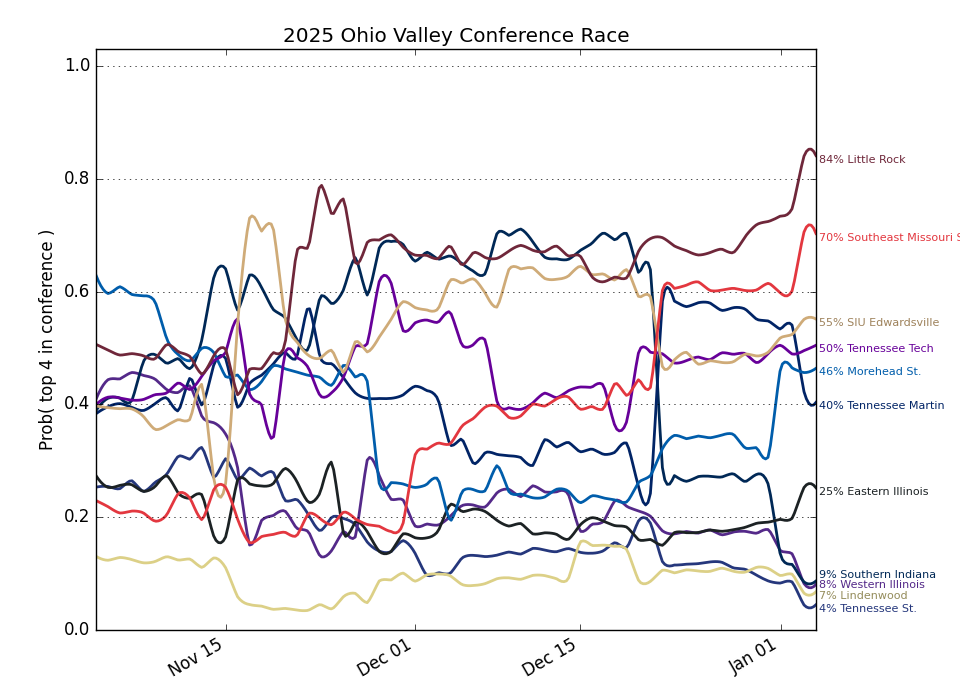 2025 Ohio Valley Conference Race
Prob( top 4 in conference )
1.0
0.8
0.6
0.4
0.2
0.0
Nov 15
Dec 01
Dec 15
Jan 01
84% Little Rock
70% Southeast Missouri S
55% SIU Edwardsville
50% Tennessee Tech
46% Morehead St.
40% Tennessee Martin
25% Eastern Illinois
9% Southern Indiana
8% Western Illinois
7% Lindenwood
4% Tennessee St.